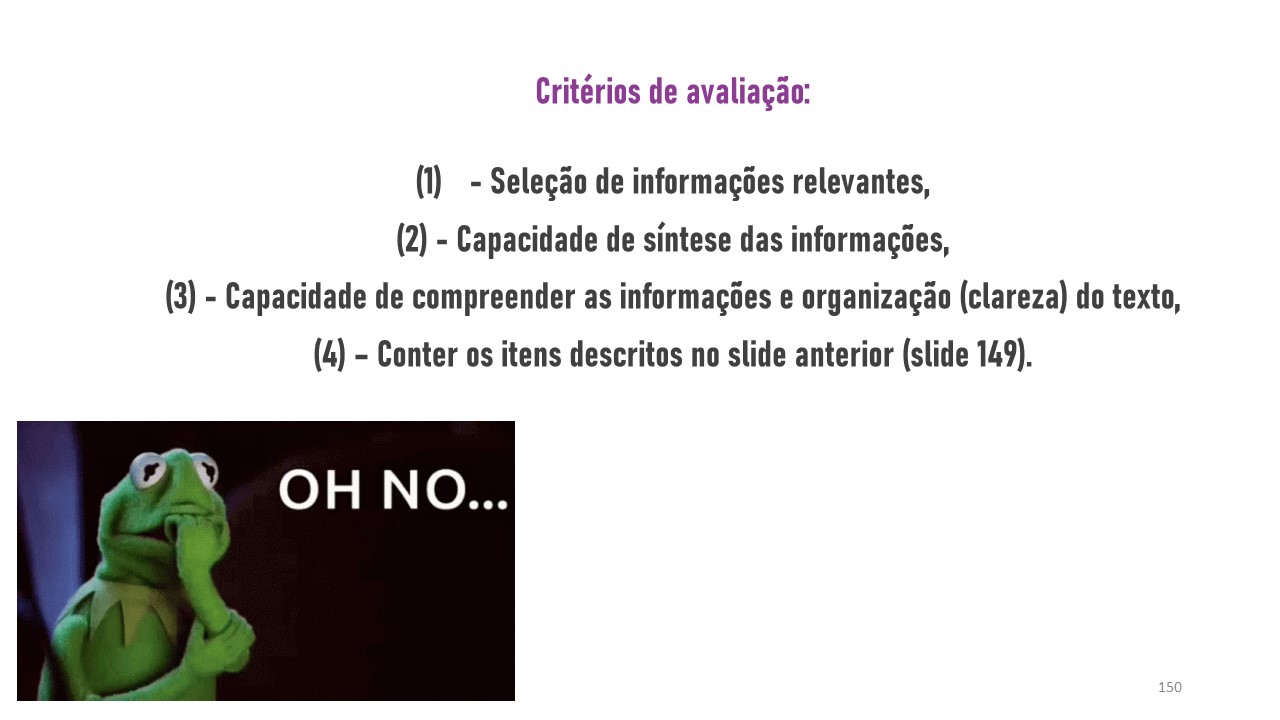 Critérios de avaliação:
(1) - Seleção de informações relevantes,
(2) - Capacidade de síntese das informações,
(3) - Capacidade de compreender as informações e organização (clareza) do texto,
(4) – Conter os itens descritos no slide anterior (slide 149).
OH NO...
150